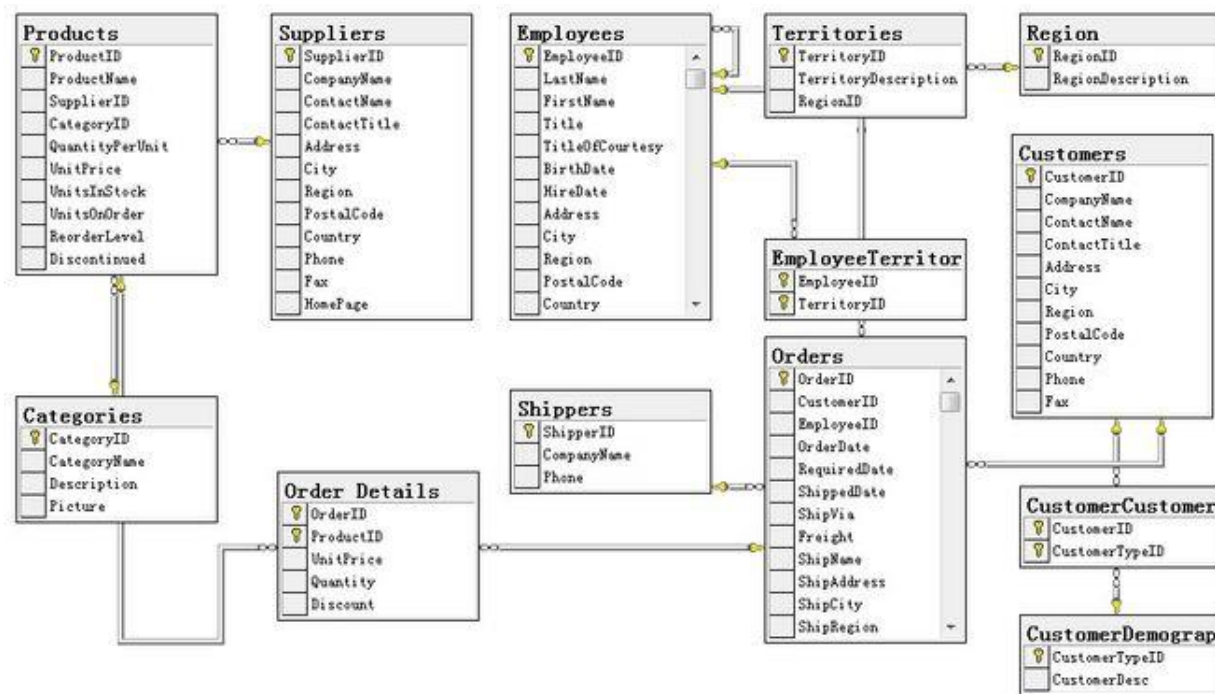 Products
ProductID
ProductName
SupplierID
CategoryID
QuantityPerUnit
UnitPrice
UnitsInStock
UnitsOnOrder
ReorderLevel
Discontinued
Suppliers
SupplierID
CompanyName
ContactName
ContactTitle
Address
City
Region
PostalCode
Country
Phone
Fax
HomePage
Employees
EmployeeID
LastName
FirstName
Title
TitleOfCourtesy
BirthDate
HireDate
Address
City
Region
PostalCode
Country
Territories
TerritoryID
TerritoryDescription
RegionID
Region
RegionID
RegionDescription
Customers
CustomerID
CompanyName
ContactName
ContactTitle
Address
City
Region
PostalCode
Country
Phone
Fax
EmployeeTerritor
EmployeeID
TerritoryID
Orders
OrderID
CustomerID
EmployeeID
OrderDate
RequiredDate
ShippedDate
ShipVia
Freight
ShipName
ShipAddress
ShipCity
ShipRegion
Shippers
ShipperID
CompanyName
Phone
Categories
CategoryID
CategoryName
Description
Picture
Order Details
OrderID
ProductID
UnitPrice
Quantity
Discount
CustomerCustomer
CustomerID
CustomerTypeID
CustomerDemograp
CustomerTypeID
CustomerDesc